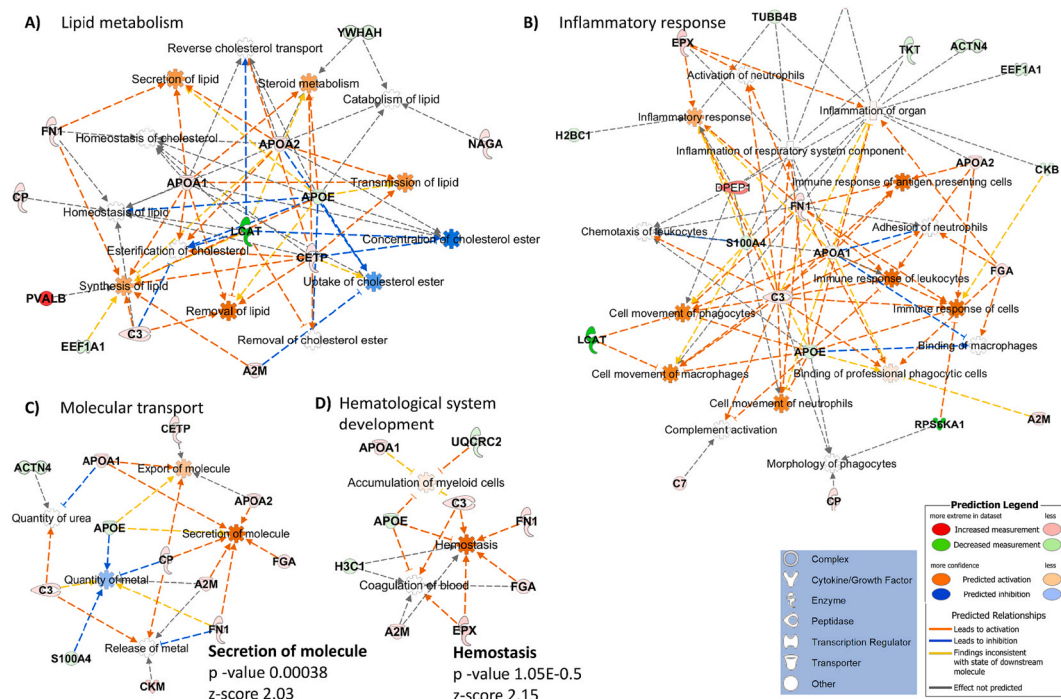 A) Lipid metabolism
YWHAH
Reverse cholesterol transport
Secretion of lipid
Steroid metabolism
Catabolism of lipid
FN1
Homeostasis of cholesterol
APOA2
NAGA
APOA1
Transmission of lipid
CP
APOE
Homeostasis of lipid
LCAT
Esterification of cholesterol
Concentration of cholesterol ester
CETP
Synthesis of lipid
Uptake of cholesterol ester
PVALB
Removal of lipid
C3
Removal of cholesterol ester
EEF1A1
A2M
B) Inflammatory response
TUBB4B
EPX
TKT
ACTN4
Activation of neutrophils
EEF1A1
Inflammation of organ
Inflammatory response
H2BC1
Inflammation of respiratory system component
APOA2
CKB
DPEP1
Immune response of antigen presenting cells
FN1
Chemotaxis of leukocytes
Adhesion of neutrophils
S100A4
APOA1
Immune response of leukocytes
FGA
C3
Cell movement of phagocytes
Immune response of cells
LCAT
APOE
Binding of macrophages
Cell movement of macrophages
Binding of professional phagocytic cells
Cell movement of neutrophils
A2M
Complement activation
RPS6KA1
Morphology of phagocytes
C7
CP
C) Molecular transport
CETP
ACTN4
APOA1
Export of molecule
APOA2
Quantity of urea
APOE
Secretion of molecule
CP
FGA
Quantity of metal
C3
A2M
FN1
S100A4
Release of metal
CKM
Secretion of molecule
p -value 0.00038
z-score 2.03
D) Hematological system
development
APOA1
UQCRC2
Accumulation of myeloid cells
C3
APOE
FN1
Hemostasis
H3C1
Coagulation of blood
FGA
A2M
EPX
Hemostasis
p -value 1.05E-0.5
z-score 2.15
Complex
Cytokine/Growth Factor
Enzyme
Peptidase
Transcription Regulator
Transporter
Other
Prediction Legend
more extreme in dataset less
Increased measurement
Decreased measurement
more confidence less
Predicted activation
Predicted inhibition
Predicted Relationships
Leads to activation
Leads to inhibition
Findings inconsistent
with state of downstream
molecule
Effect not predicted